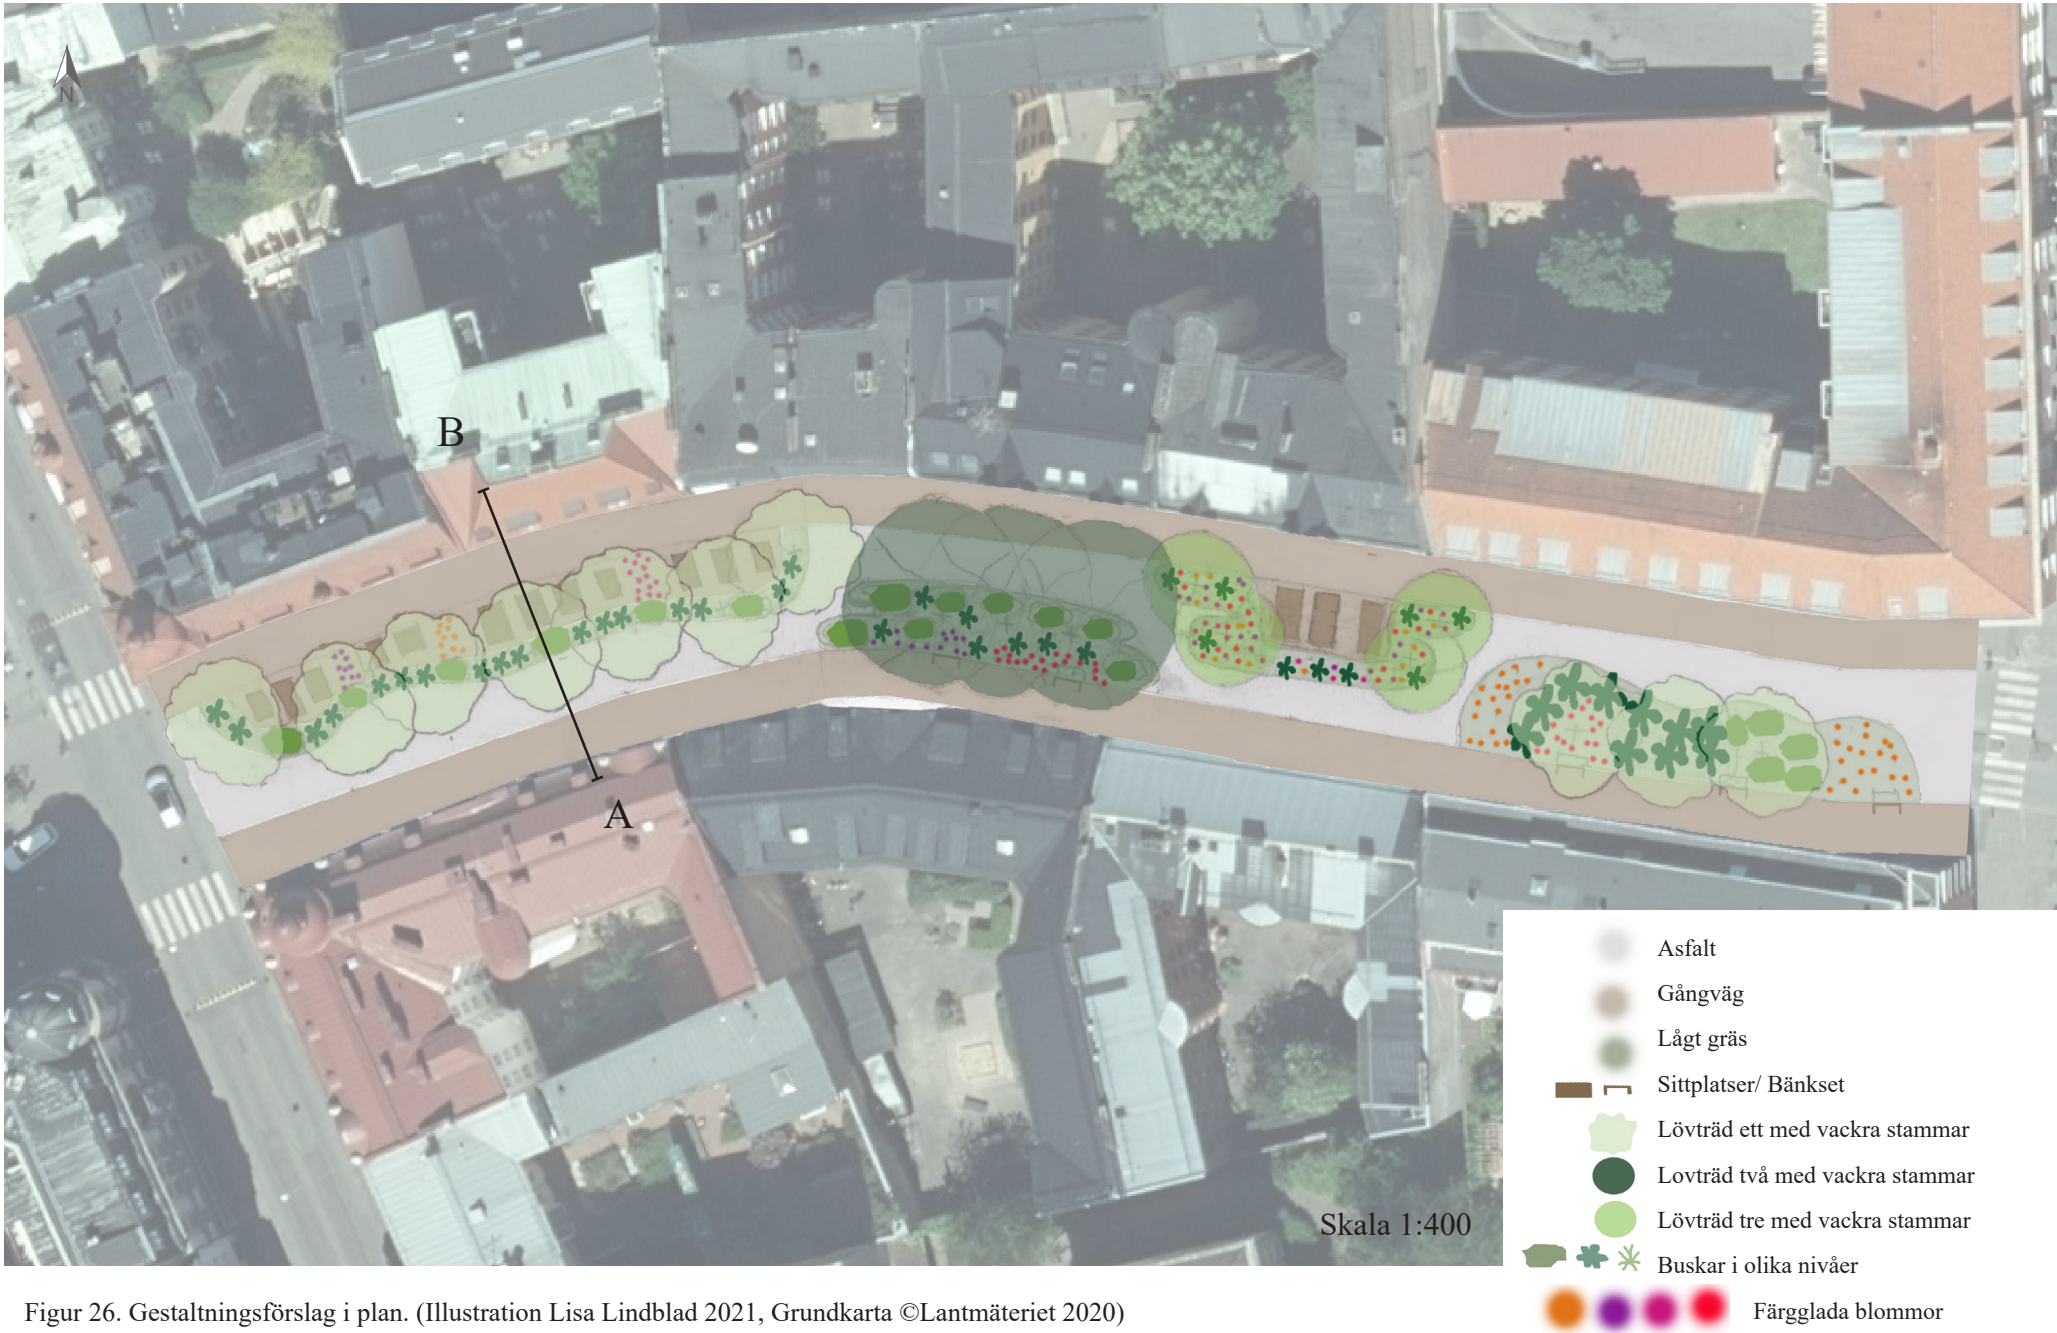 N
B
A
Asfalt
Gångväg
Lågt gräs
Sittplatser/ Bänkset
Lövträd ett med vackra stammar
Lovträd två med vackra stammar
Lövträd tre med vackra stammar
Buskar i olika nivåer
Färgglada blommor
Skala 1:400
Figur 26. Gestaltningsförslag i plan. (Illustration Lisa Lindblad 2021, Grundkarta ©Lantmäteriet 2020)